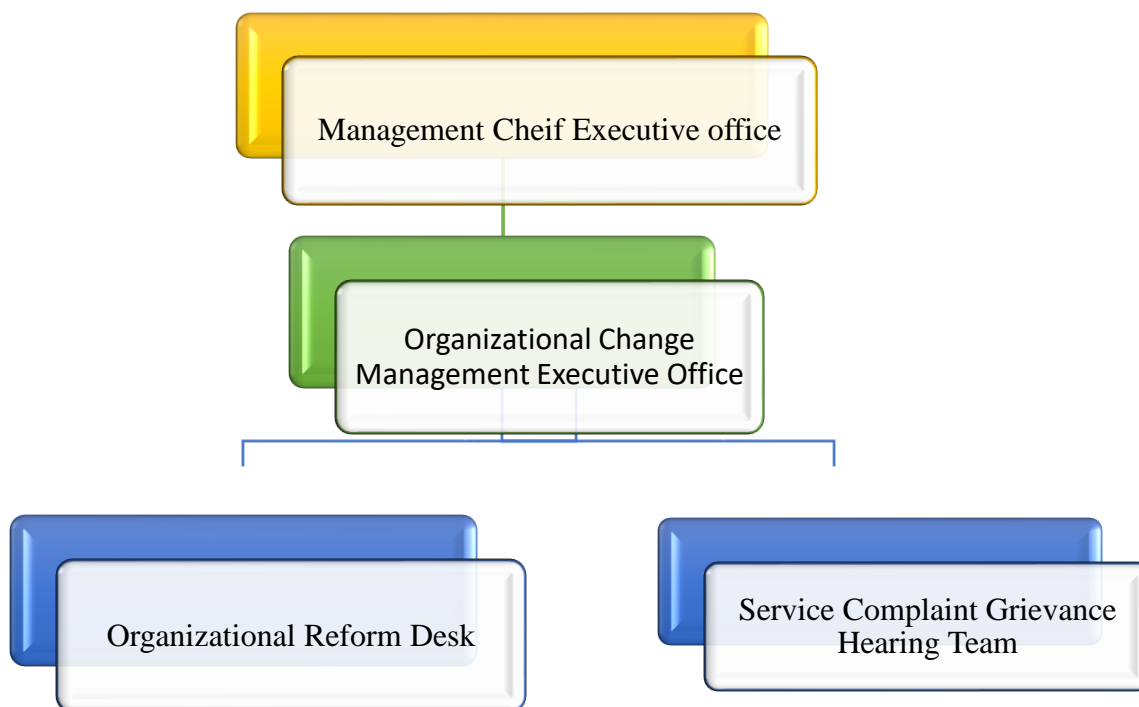 Management Cheif Executive office
Organizational Change
Management Executive Office
Organizational Reform Desk
Service Complaint Grievance
Hearing Team